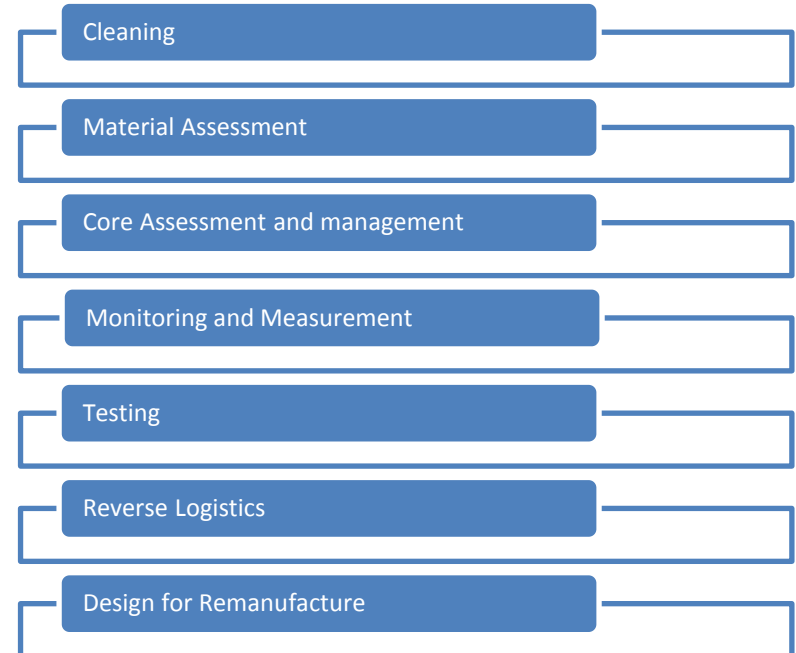 Cleaning
Material Assessment
Core Assessment and management
Monitoring and Measurement
Testing
Reverse Logistics
Design for Remanufacture